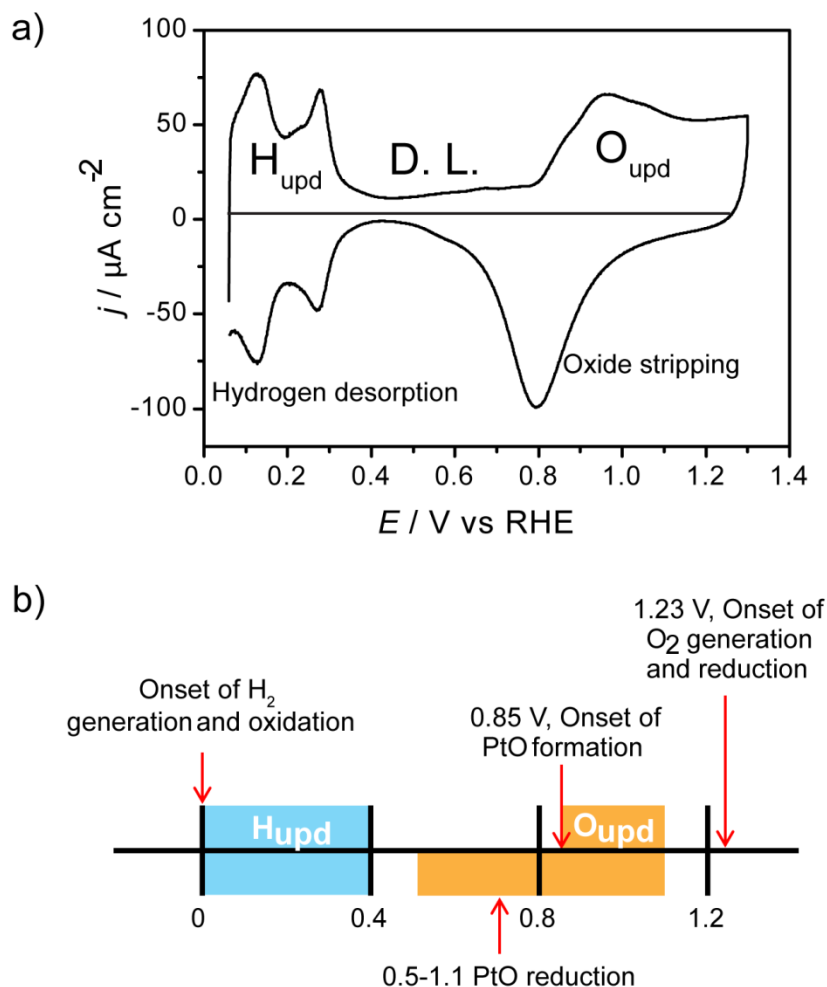 a)
100
50
0
-50
-100
j / µA cm-2
H upd
D. L.
O upd
Hydrogen desorption
Oxide stripping
0.0 0.2 0.4 0.6 0.8 1.0 1.2 1.4
E / V vs RHE
b)
1.23 V, Onset of
O2 generation
and reduction
Onset of H2
generation and oxidation
0.85 V, Onset of
PtO formation
Hupd
Oupd
0 0.4 0.8 1.2
0.5-1.1 PtO reduction